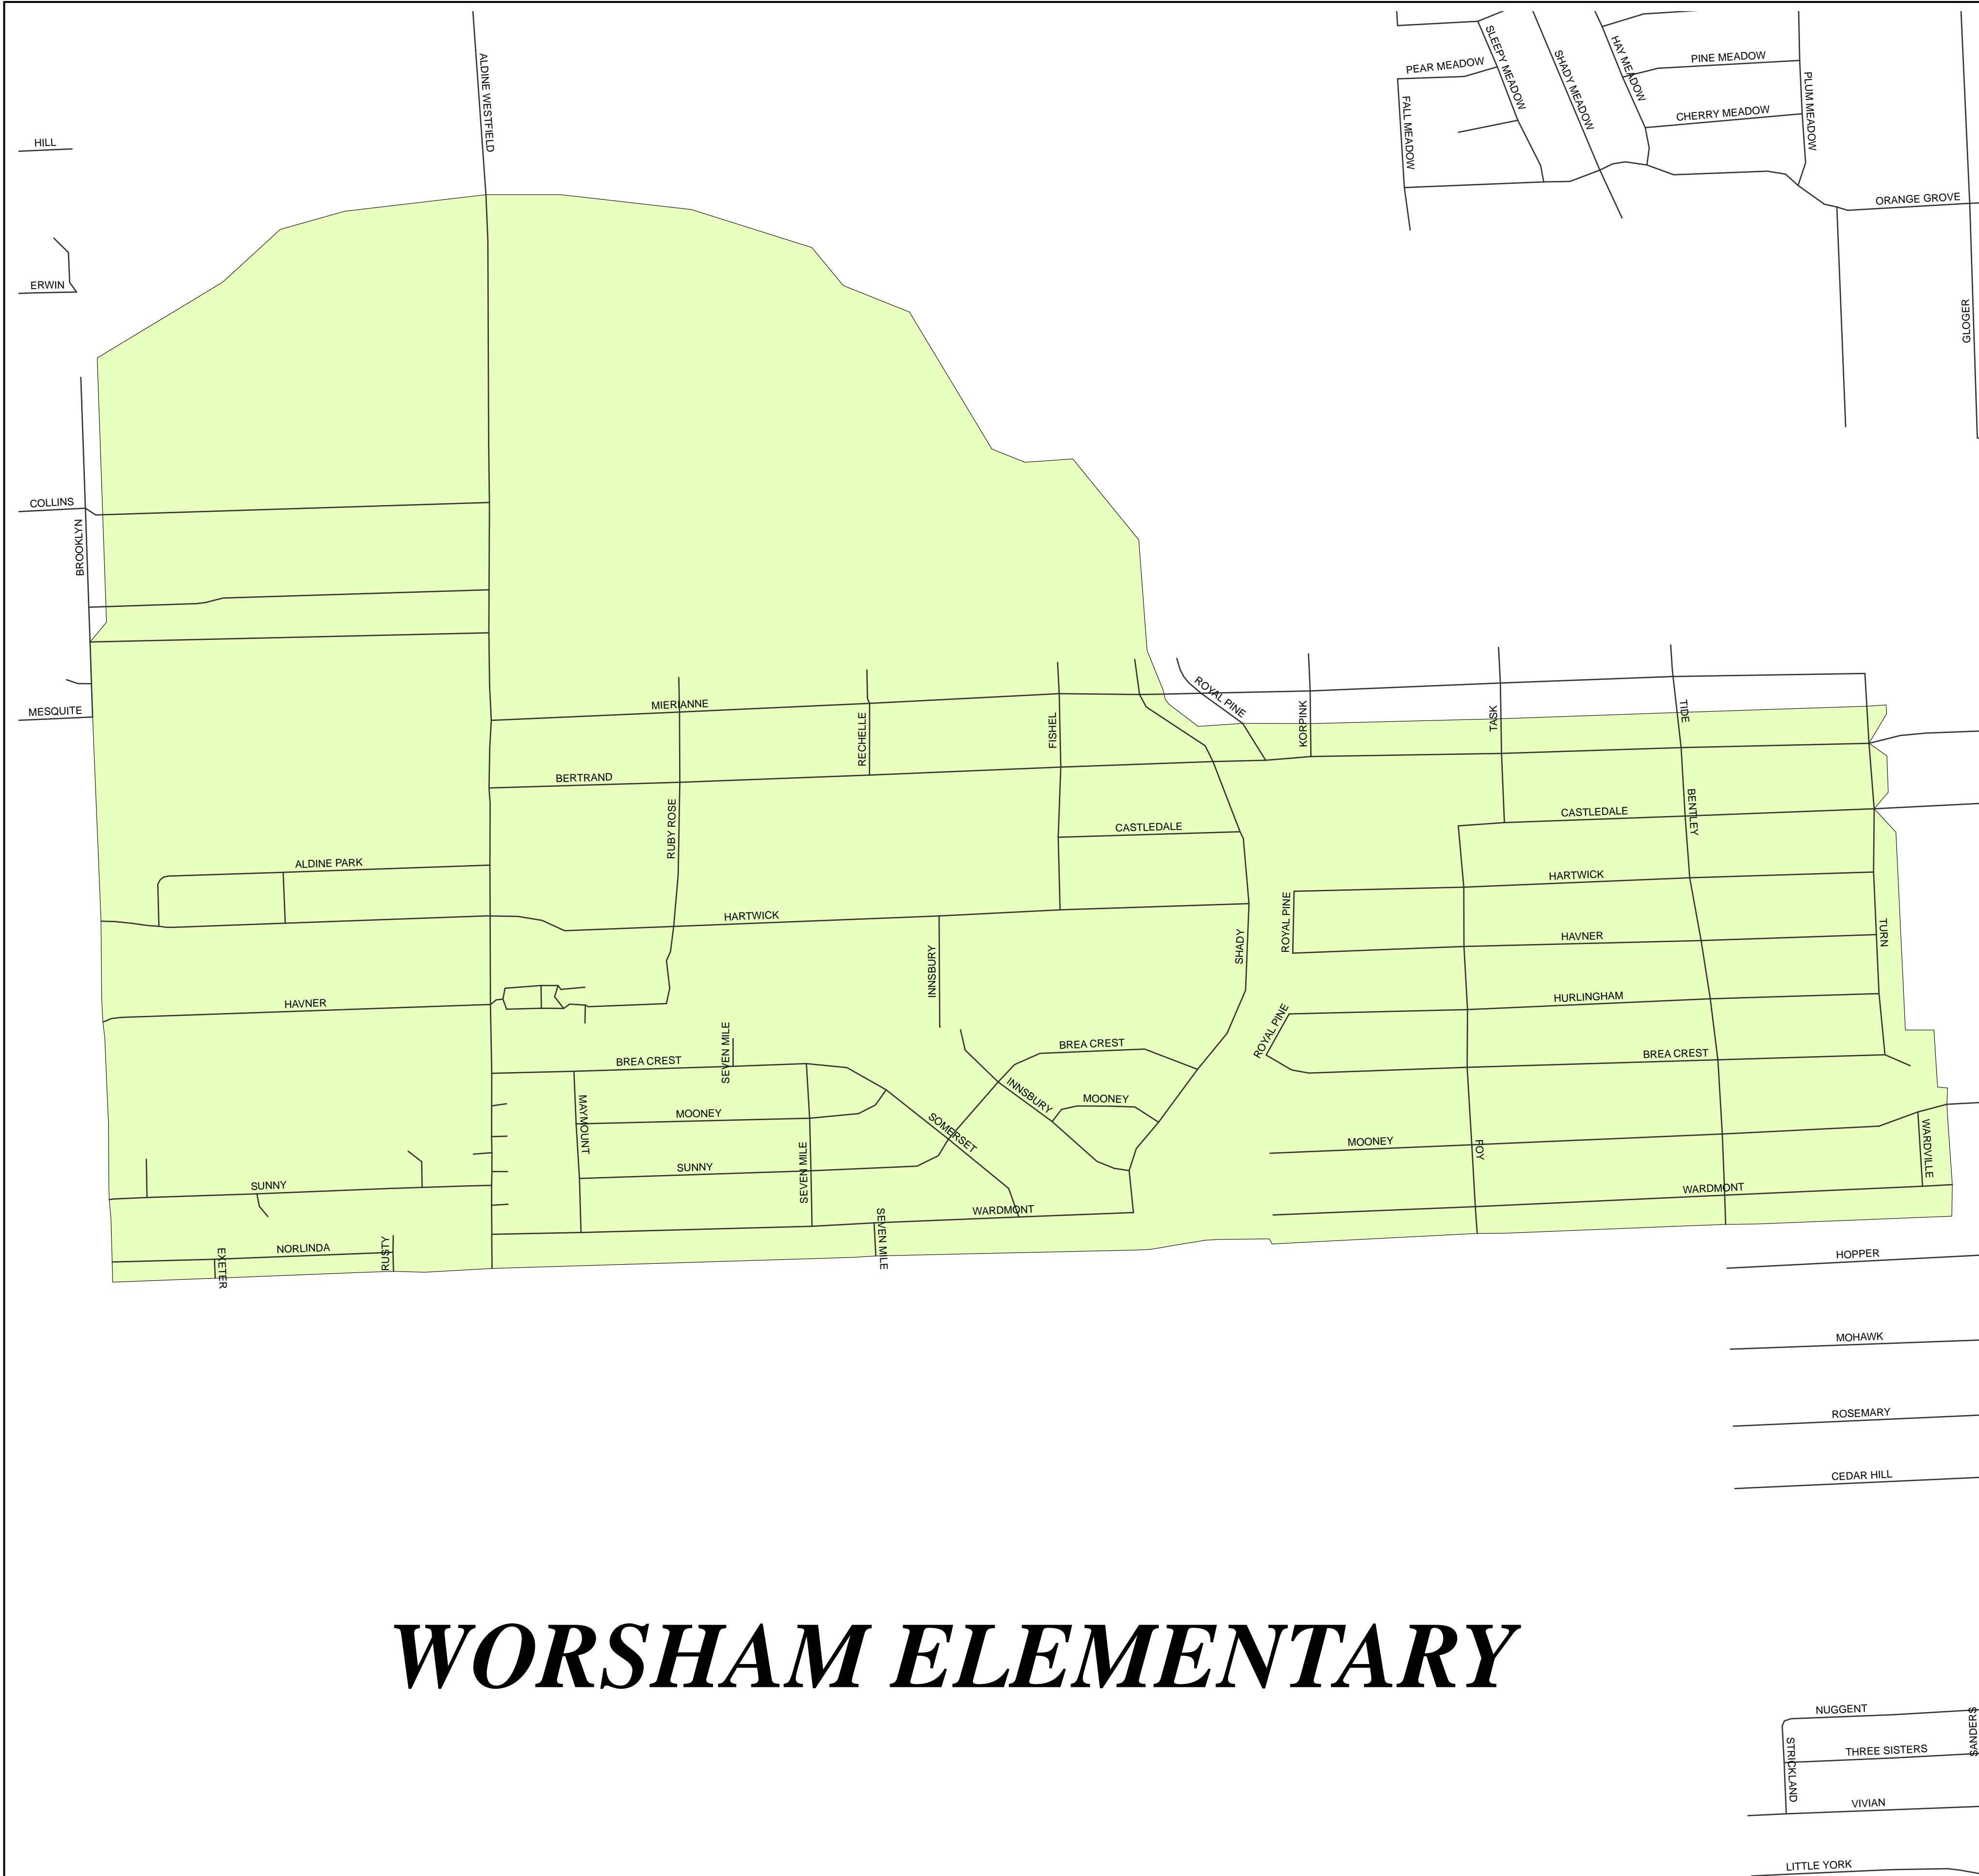 ALDINE WESTFIELD
PEAR MEADOW
SLEEPY MEADOW
SHADY MEADOW
HAY MEADOW
PINE MEADOW
PLUM MEADOW
FALL MEADOW
CHERRY MEADOW
HILL
ORANGE GROVE
ERWIN
GLOGER
COLLINS
BROOKLYN
MESQUITE
MIERIANNE
RECHELLE
FISHEL
ROYAL PINE
KORPINK
TASK
TIDE
BERTRAND
RUBY ROSE
CASTLEDALE
CASTLEDALE
BENTLEY
ALDINE PARK
HARTWICK
HARTWICK
ROYAL PINE
INNSBURY
SHADY
HAVNER
TURN
HAVNER
HURLINGHAM
ROYAL PINE
SEVEN MILE
BREA CREST
BREA CREST
BREA CREST
MAYMOUNT
MOONEY
SOMERSET
INNSBURY
MOONEY
MOONEY
FOY
WARDVILLE
SUNNY
SUNNY
SEVEN MILE
WARDMONT
WARDMONT
NORLINDA
EXETER
RUSTY
SEVEN MILE
HOPPER
MOHAWK
ROSEMARY
CEDAR HILL
WORSHAM ELEMENTARY
NUGGENT
SANDERS
STRICKLAND
THREE SISTERS
VIVIAN
LITTLE YORK